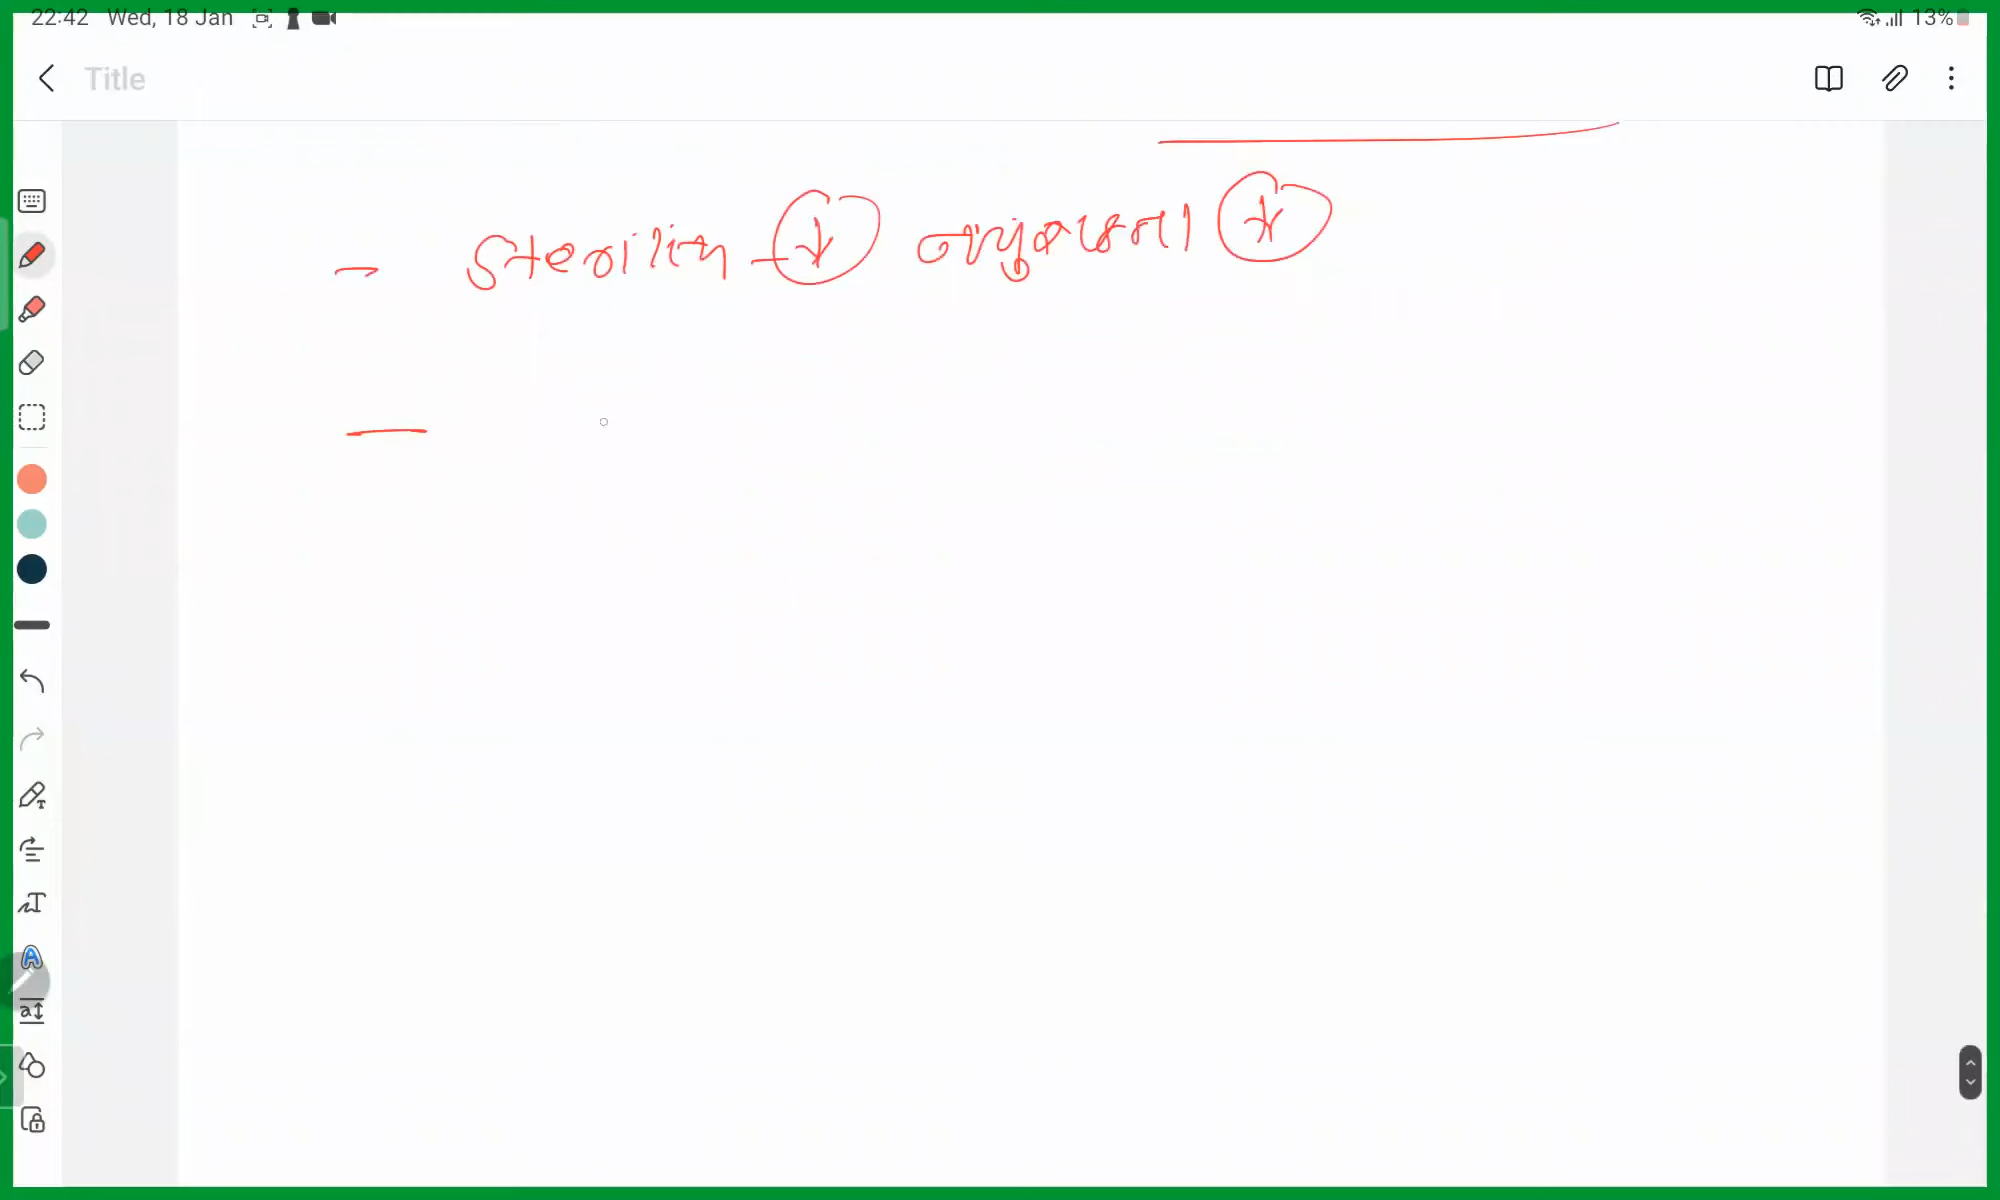 22:42 Wed, 18 Jan 13%
Title
- Sterility ↓
—